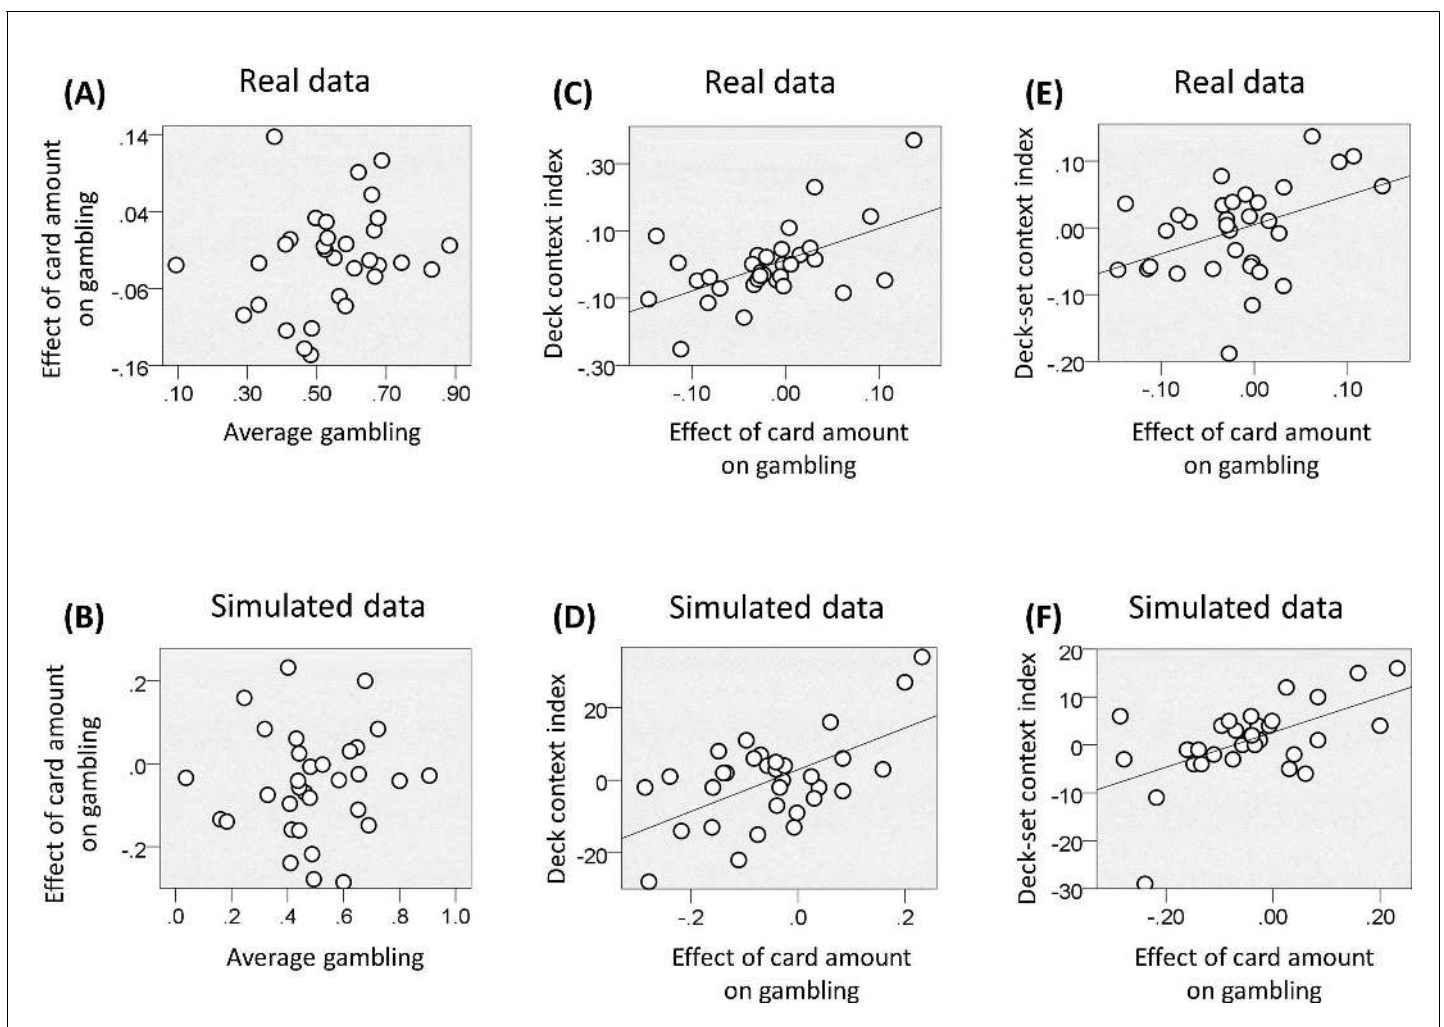 (A)
Real data
Effect of card amount
on gambling
.14
.04
-.06
-.16
.10 .30 .50 .70 .90
Average gambling
(C)
Real data
Deck context index
.30
.10
-.10
-.30
-.10 .00 .10
Effect of card amount
on gambling
(E)
Real data
Deck-set context index
.10
.00
-.10
-.20
-.10 .00 .10
Effect of card amount
on gambling
(B)
Simulated data
Effect of card amount
on gambling
.2
.0
-.2
.0 .2 .4 .6 .8 1.0
Average gambling
(D)
Simulated data
Deck context index
20
0
-20
-.2 .0 .2
Effect of card amount
on gambling
(F)
Simulated data
Deck-set context index
20
10
0
-10
-20
-30
-.20 .00 .20
Effect of card amount
on gambling